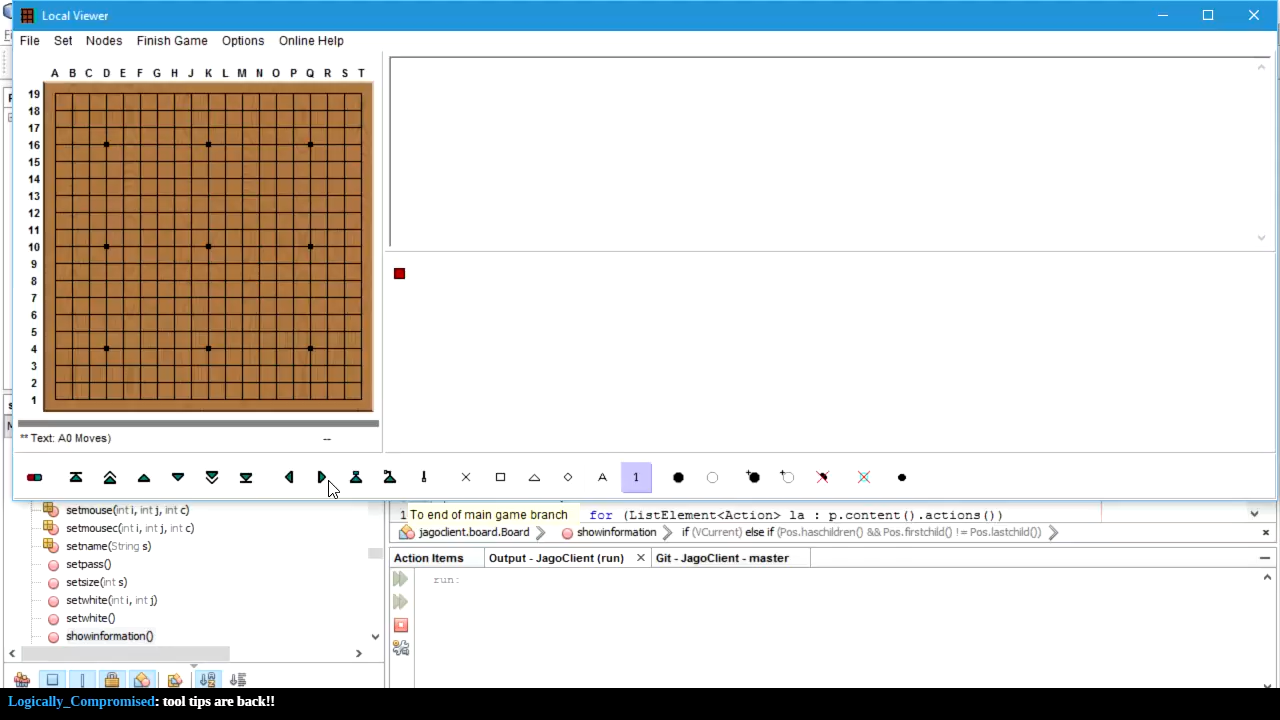 Local Viewer
File Set Nodes Finish Game Options Online Help
A B C D E F G H J K L M N O P Q R S T
19
18
17
16
15
14
13
12
11
10
9
8
7
6
5
4
3
2
1
** Text: A0 Moves) --
A 1
To end of main game branch
1 for (ListElement<Action> la : p.content().actions())
jagoclient.board.Board showinformation if (VCurrent) else if (Pos.haschildren() && Pos.firstchild() != Pos.lastchild())
setmouse(int i, int j, int c)
setmousec(int i, int j, int c)
setname(String s)
setpass()
setsize(int s)
setwhite(int i, int j)
setwhite()
showinformation()
Action Items Output - JagoClient (run) Git - JagoClient - master
run:
Logically_Compromised: tool tips are back!!